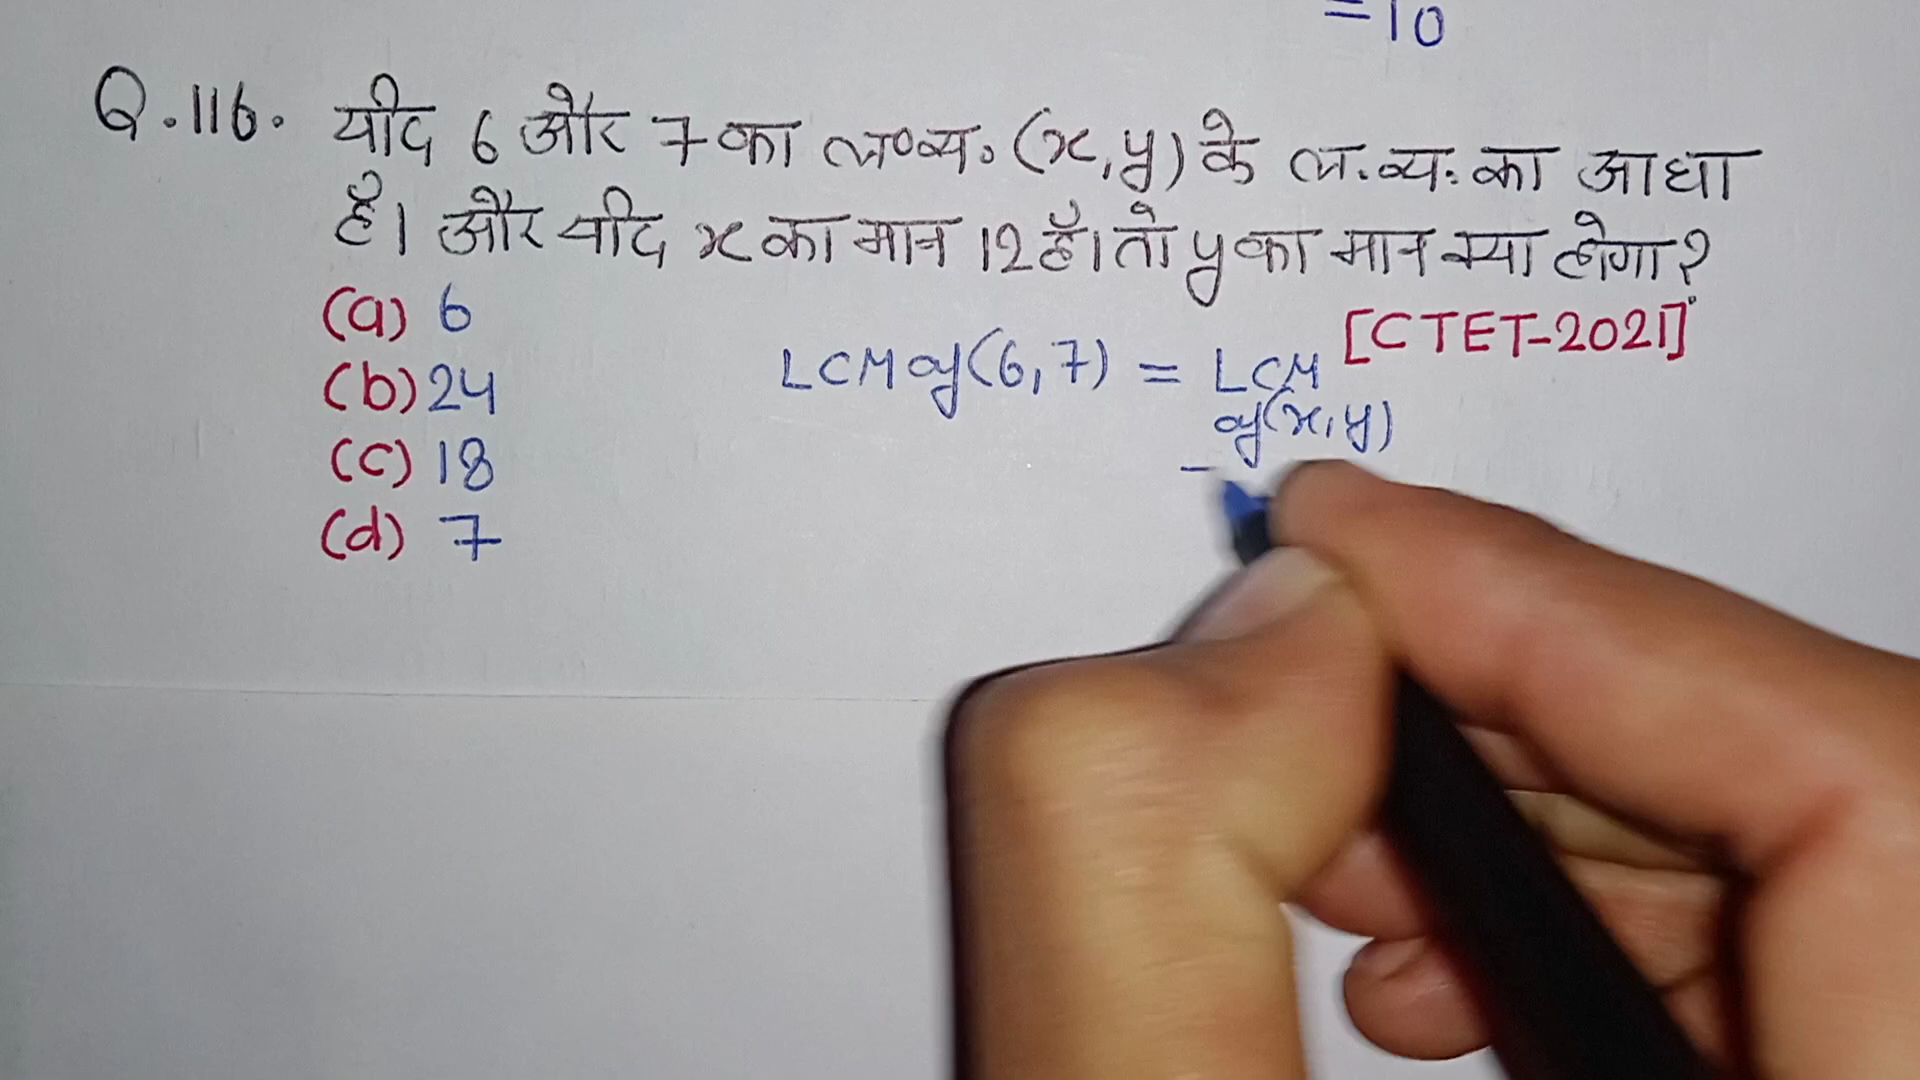 =10
Q.116. यदि 6 और 7 का ल०व्य. (x,y) के ल.व्य. का आधा
है। और यदि x का मान 12 है। तो y का मान क्या होगा?
(a) 6
[CTET-2021]
LCM of (6,7) = LCM
of (x,y)
(b) 24
(c) 18
(d) 7